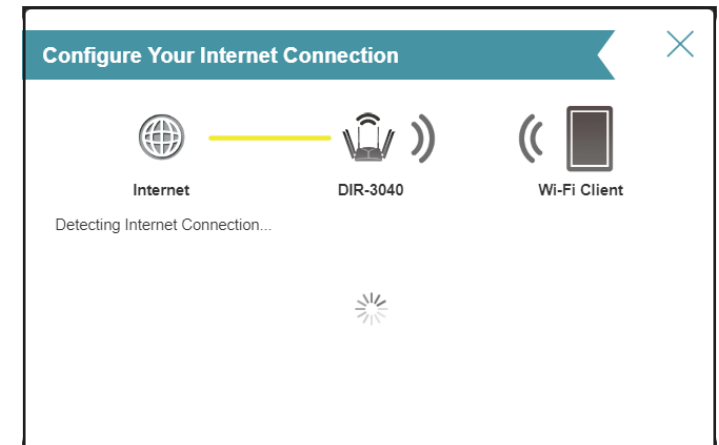 Configure Your Internet Connection
Internet
DIR-3040
Wi-Fi Client
Detecting Internet Connection...